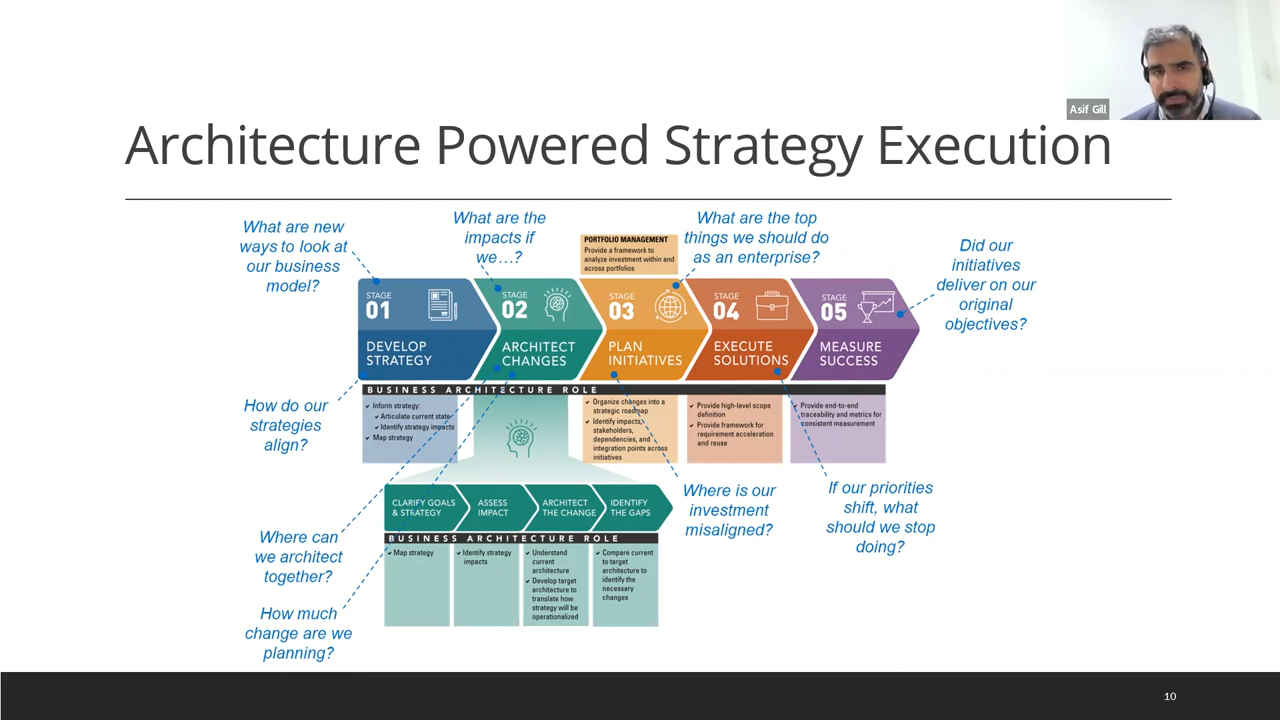 Asif Gill
Architecture Powered Strategy Execution
What are new
ways to look at
our business
model?
What are the
impacts if
we…?
PORTFOLIO MANAGEMENT
Provide a framework to
analyze investment within and
across portfolios
What are the top
things we should do
as an enterprise?
Did our
initiatives
deliver on our
original
objectives?
STAGE
01
DEVELOP
STRATEGY
STAGE
02
ARCHITECT
CHANGES
STAGE
03
PLAN
INITIATIVES
STAGE
04
EXECUTE
SOLUTIONS
STAGE
05
MEASURE
SUCCESS
BUSINESS ARCHITECTURE ROLE
✓ Inform strategy:
✓ Articulate current state
✓ Identify strategy impacts
✓ Map strategy
✓ Organize changes into a
strategic roadmap
✓ Identify impacts,
stakeholders,
dependencies, and
integration points across
initiatives
✓ Provide high-level scope
definition
✓ Provide framework for
requirement acceleration
and reuse
✓ Provide end-to-end
traceability and metrics for
consistent measurement
How do our
strategies
align?
Where can
we architect
together?
How much
change are we
planning?
CLARIFY GOALS
& STRATEGY
ASSESS
IMPACT
ARCHITECT
THE CHANGE
IDENTIFY
THE GAPS
BUSINESS ARCHITECTURE ROLE
✓ Map strategy
✓ Identify strategy
impacts
✓ Understand
current
architecture
✓ Develop target
architecture to
translate how
strategy will be
operationalized
✓ Compare current
to target
architecture to
identify the
necessary
changes
Where is our
investment
misaligned?
If our priorities
shift, what
should we stop
doing?
10